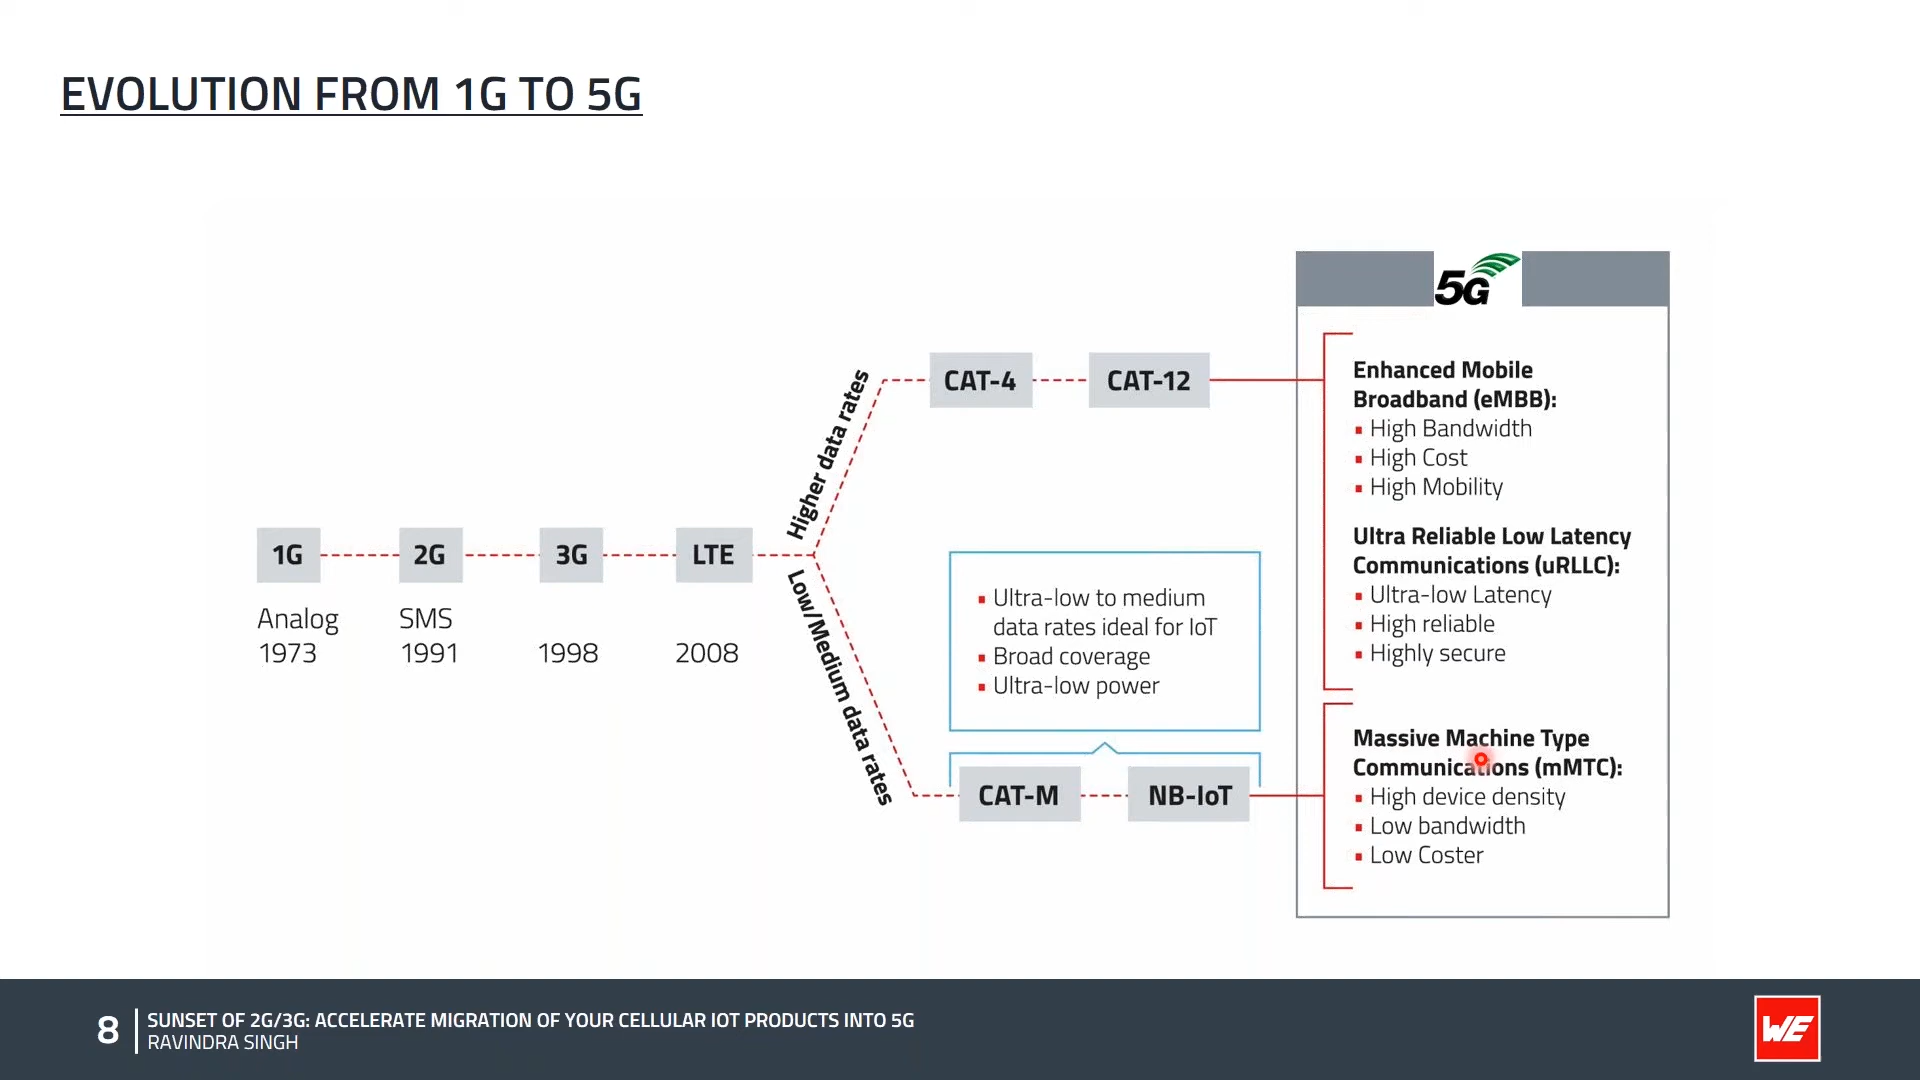 EVOLUTION FROM 1G TO 5G
1G
2G
3G
LTE
Analog
1973
SMS
1991
1998
2008
Higher data rates
Low/Medium data rates
CAT-4
CAT-12
▪ Ultra-low to medium
data rates ideal for IoT
▪ Broad coverage
▪ Ultra-low power
CAT-M
NB-IoT
5G
Enhanced Mobile
Broadband (eMBB):
▪ High Bandwidth
▪ High Cost
▪ High Mobility
Ultra Reliable Low Latency
Communications (uRLLC):
▪ Ultra-low Latency
▪ High reliable
▪ Highly secure
Massive Machine Type
Communications (mMTC):
▪ High device density
▪ Low bandwidth
▪ Low Coster
8
SUNSET OF 2G/3G: ACCELERATE MIGRATION OF YOUR CELLULAR IOT PRODUCTS INTO 5G
RAVINDRA SINGH
WE